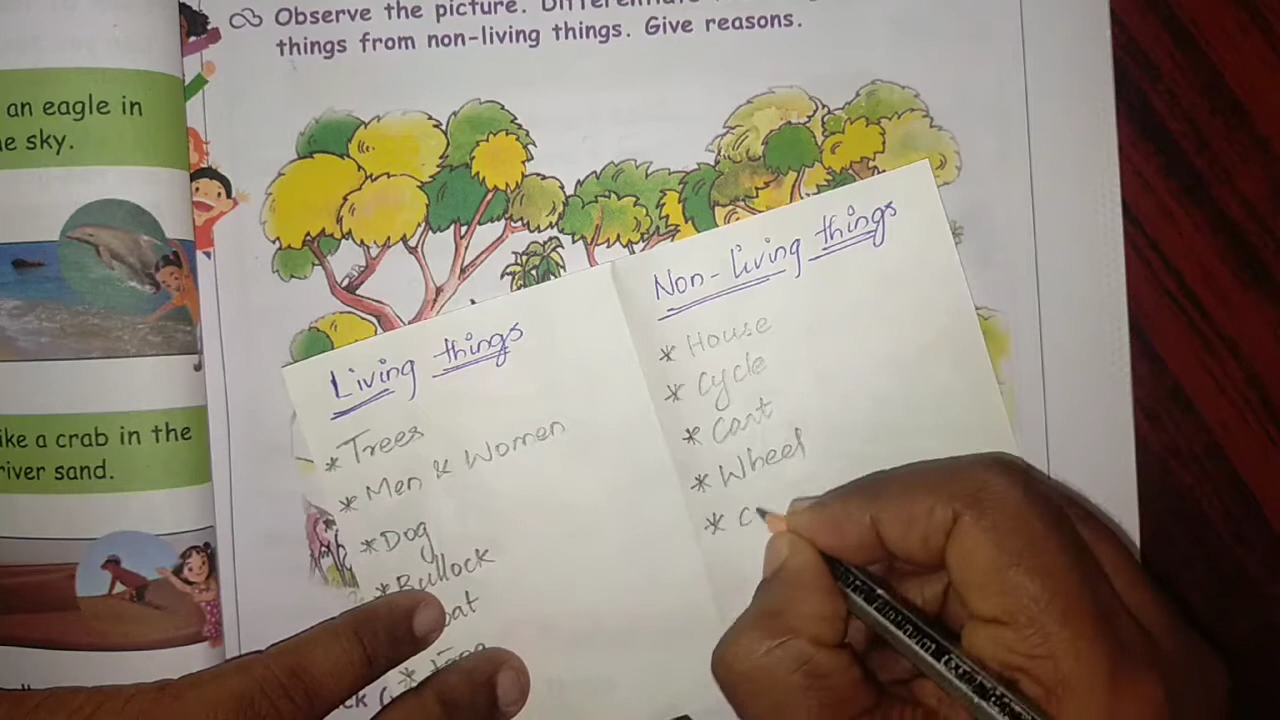 Observe the picture. Differentiate
things from non-living things. Give reasons.
an eagle in
sky.
ike a crab in the
river sand.
Living things
* Trees
* Men & Women
* Dog
* Bullock
Non-living things
* House
* Cycle
* Cart
* Wheel
* C